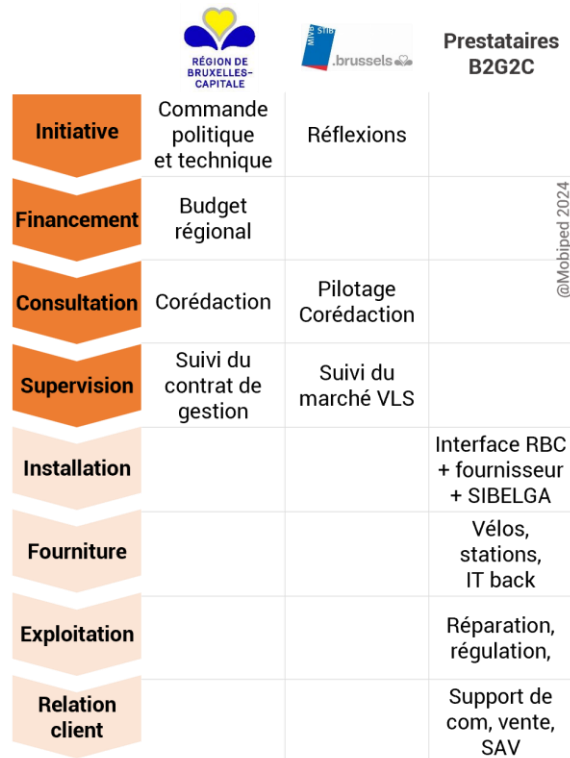 RÉGION DE
BRUXELLES-
CAPITALE
MIVB STIB
.brussels
Prestataires
B2G2C
Initiative
Commande
politique
et technique
Réflexions
Financement
Budget
régional
@Mobiped 2024
Consultation
Corédaction
Pilotage
Corédaction
Supervision
Suivi du
contrat de
gestion
Suivi du
marché VLS
Installation
Interface RBC
+ fournisseur
+ SIBELGA
Fourniture
Vélos,
stations,
IT back
Exploitation
Réparation,
régulation,
Relation
client
Support de
com, vente,
SAV